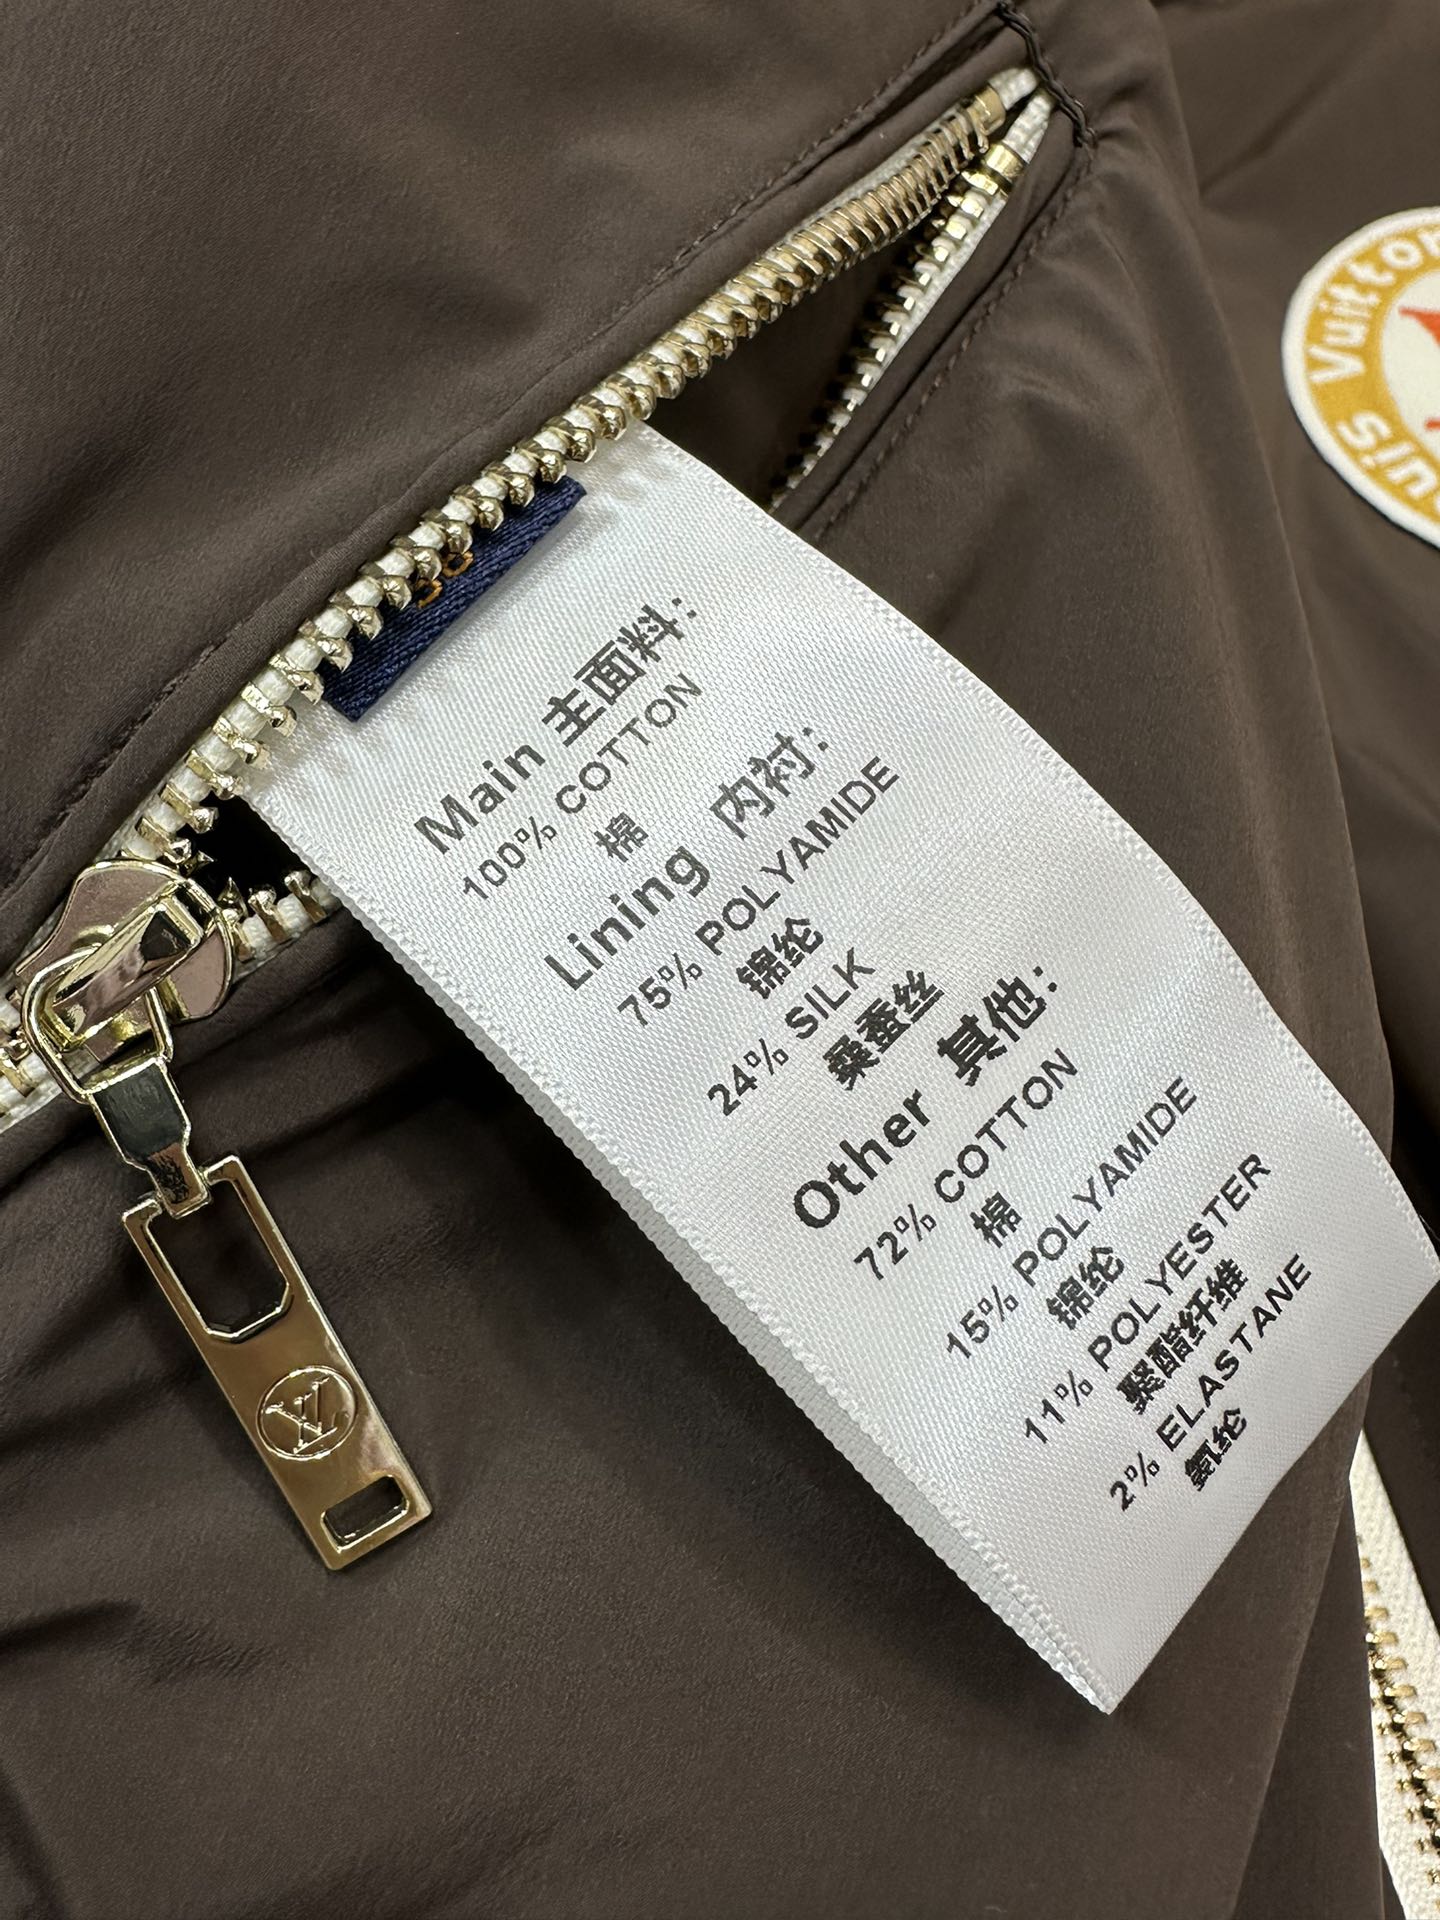 Main 主面料:
100% COTTON
棉
Lining 内衬:
75% POLYAMIDE
锦纶
24% SILK
桑蚕丝
Other 其他:
72% COTTON
棉
15% POLYAMIDE
锦纶
11% POLYESTER
聚酯纤维
2% ELASTANE
氨纶
LV
Vuitton